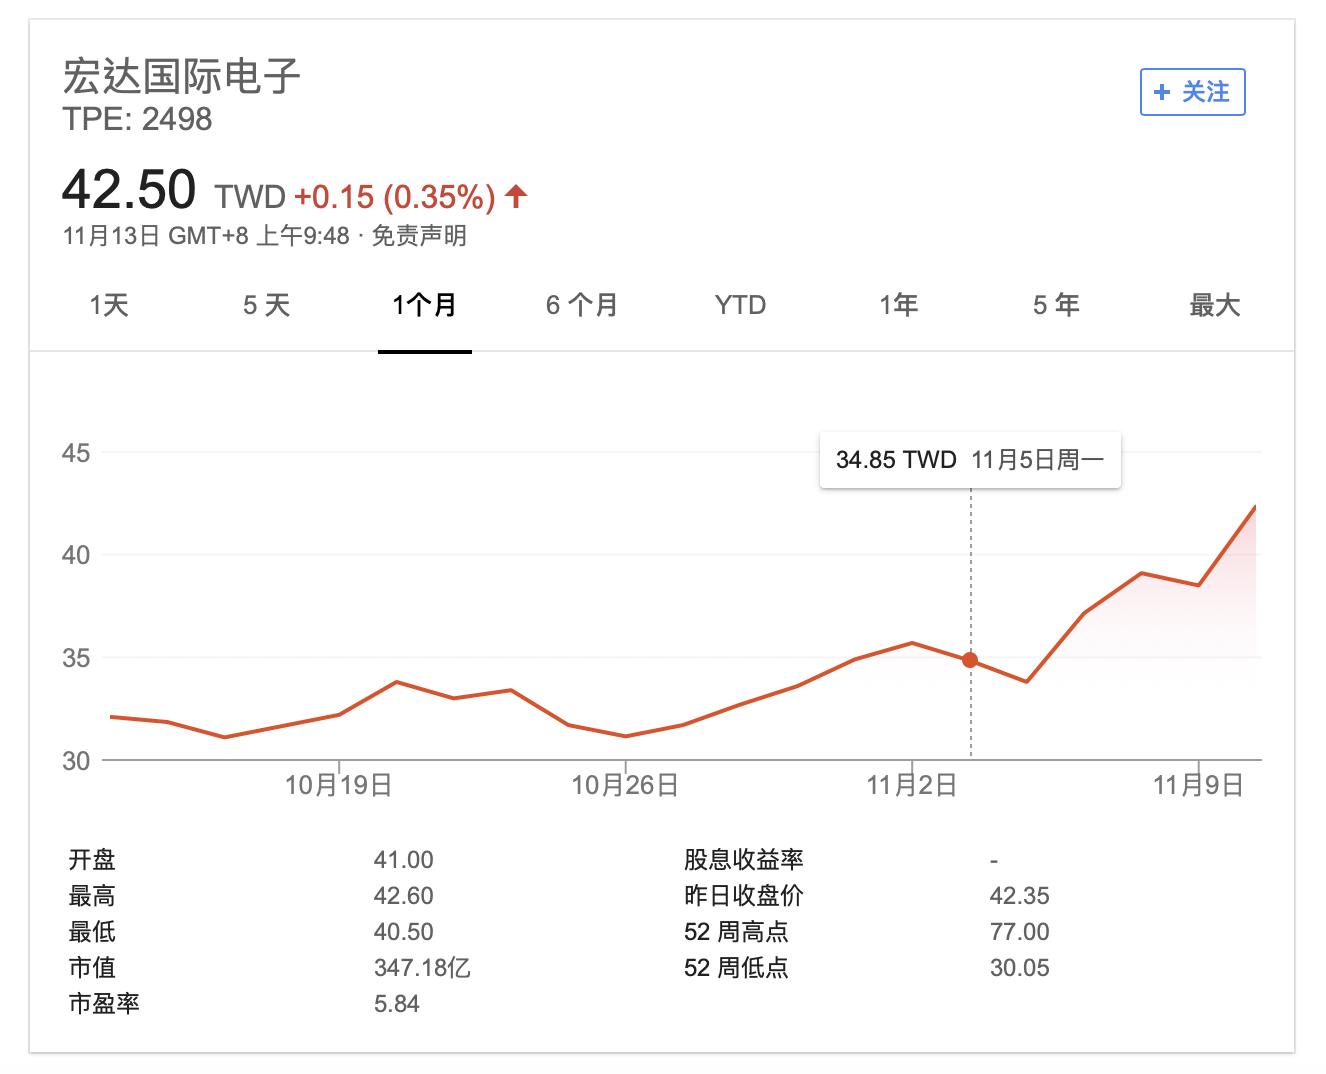 宏达国际电子
TPE: 2498
+ 关注
42.50 TWD +0.15 (0.35%)
11月13日 GMT+8 上午9:48 · 免责声明
1天 5 天 1个月 6 个月 YTD 1年 5 年 最大
34.85 TWD 11月5日周一
45
40
35
30
10月19日 10月26日 11月2日 11月9日
开盘 41.00 股息收益率 -
最高 42.60 昨日收盘价 42.35
最低 40.50 52 周高点 77.00
市值 347.18亿 52 周低点 30.05
市盈率 5.84